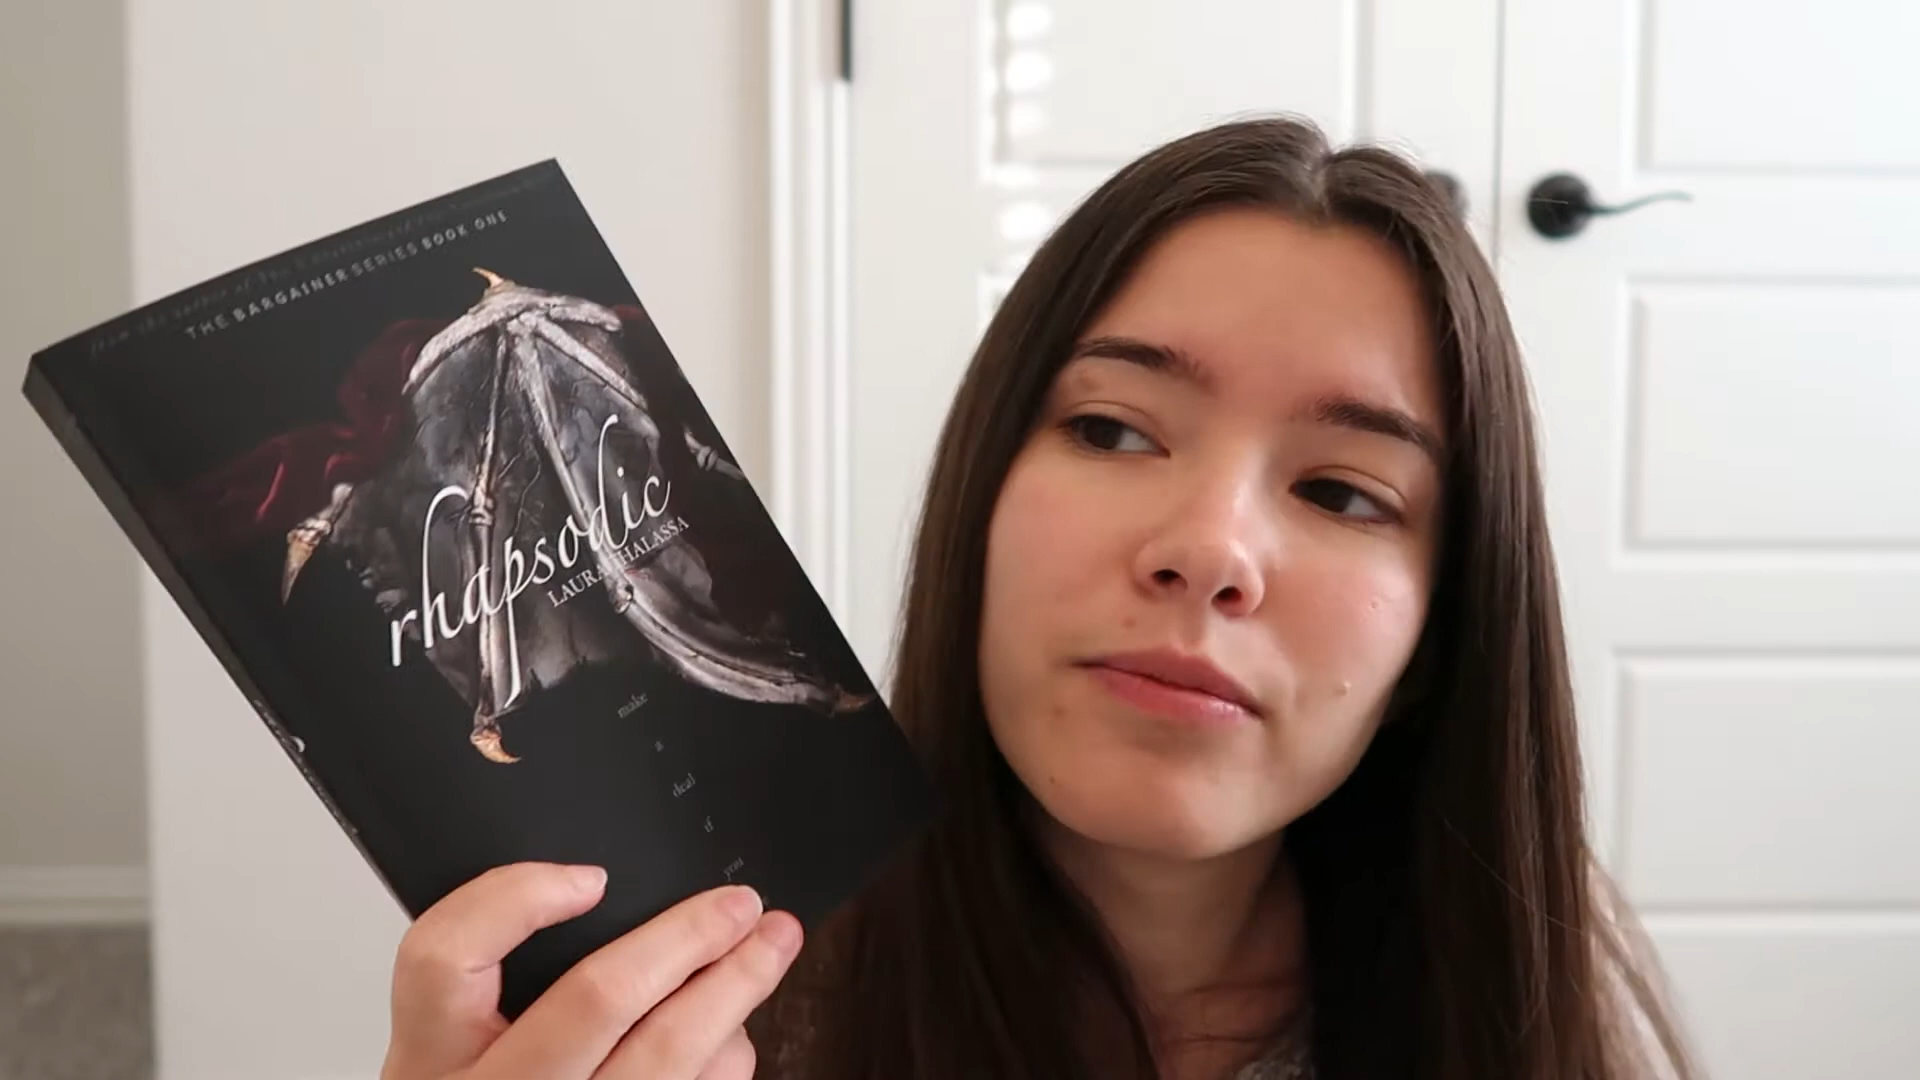 THE BARGAINER SERIES BOOK ONE
rhapsodic
LAURA THALASSA
make
a
deal
if
you